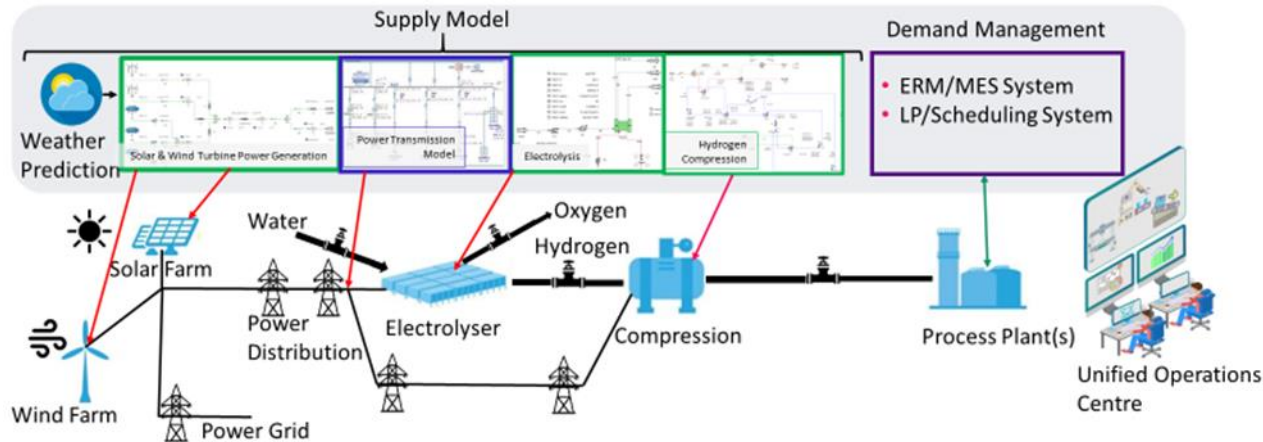 Supply Model
Demand Management
Weather
Prediction
Solar & Wind Turbine Power Generation
Power Transmission
Model
Electrolysis
Hydrogen
Compression
• ERM/MES System
• LP/Scheduling System
Water
Oxygen
Hydrogen
Solar Farm
Power
Distribution
Electrolyser
Compression
Process Plant(s)
Unified Operations
Centre
Wind Farm
Power Grid